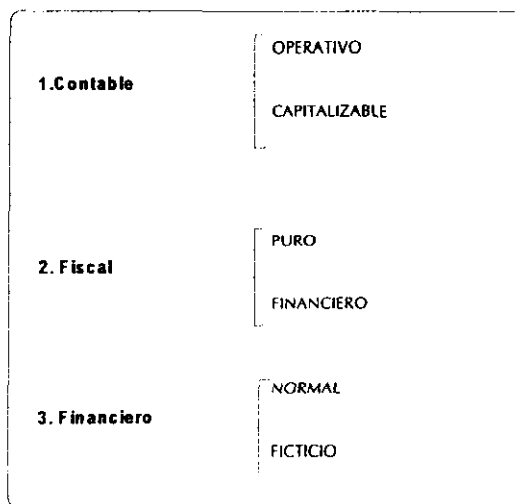 OPERATIVO
1.Contable
CAPITALIZABLE
PURO
2. Fiscal
FINANCIERO
NORMAL
3. Financiero
FICTICIO